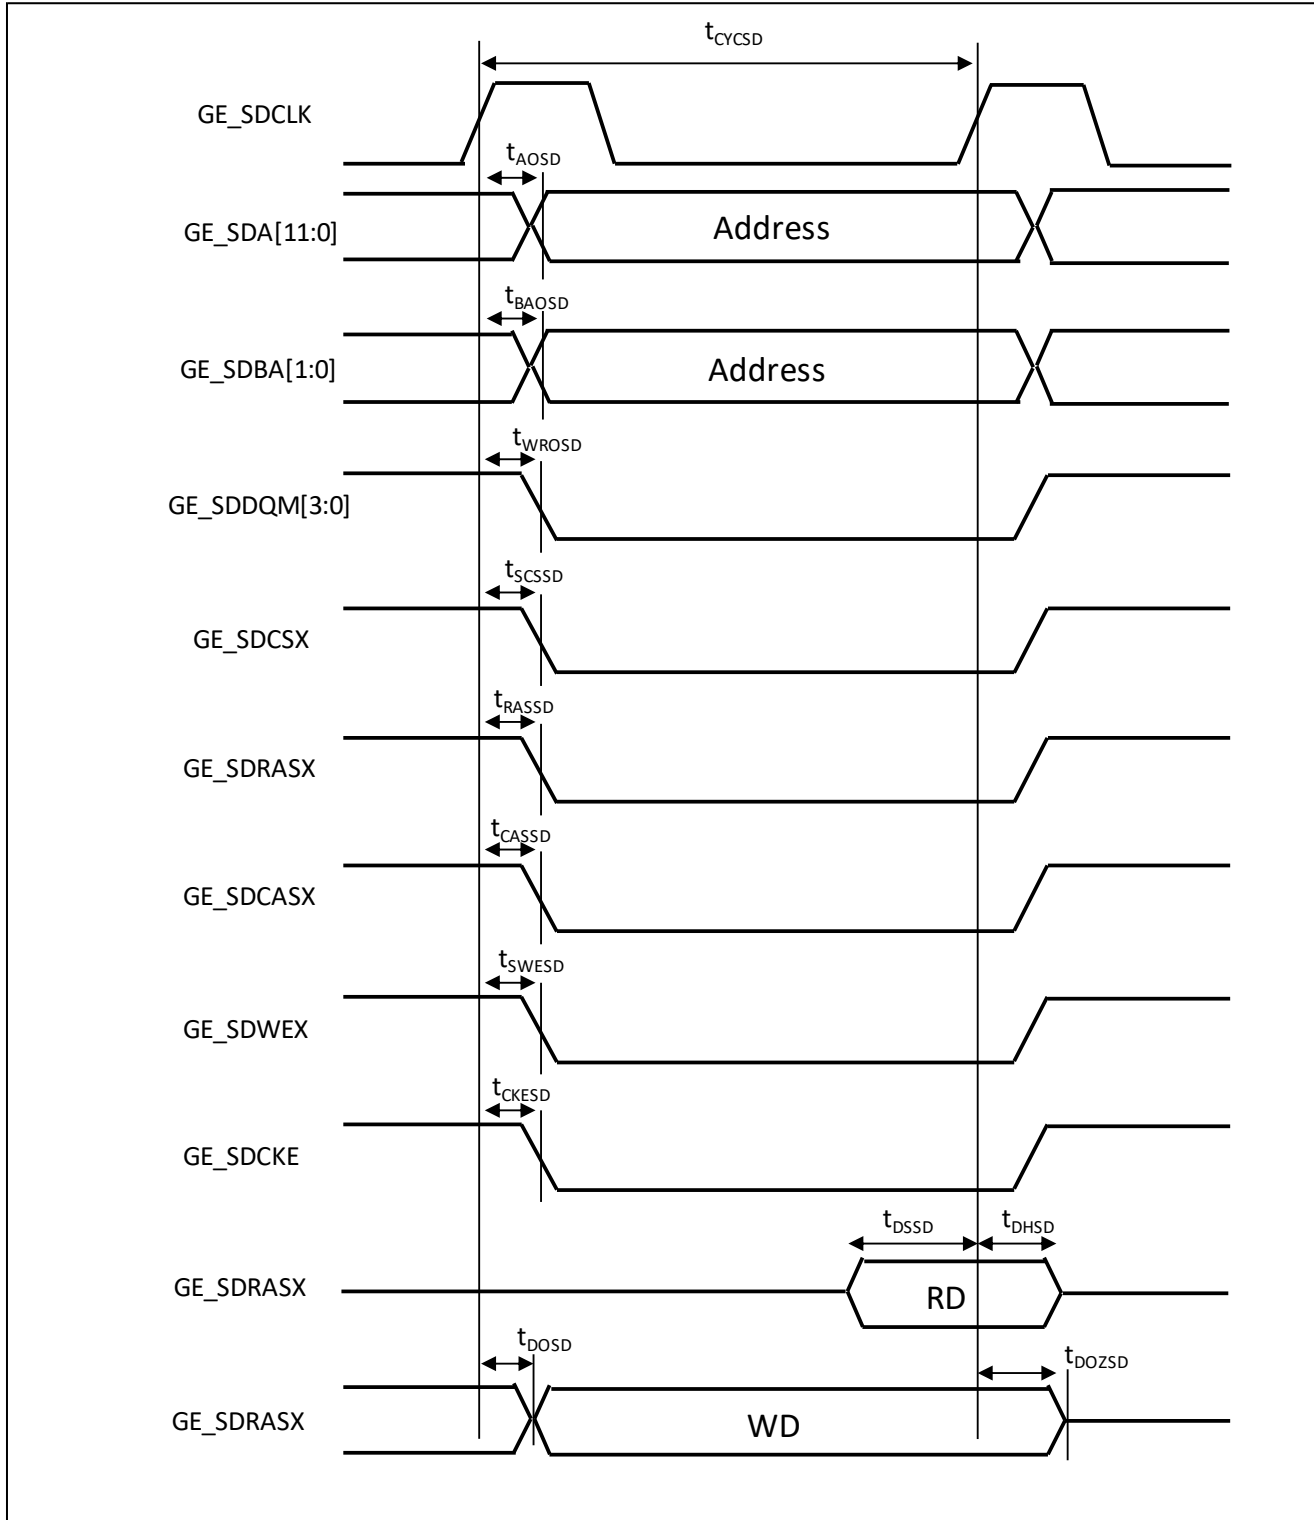 tCYCSD
GE_SDCLK
tAOSD
GE_SDA[11:0]
Address
tBAOSD
GE_SDBA[1:0]
Address
tWROSD
GE_SDDQM[3:0]
tSCSSD
GE_SDCSX
tRASSD
GE_SDRASX
tCASSD
GE_SDCASX
tSWESD
GE_SDWEX
tCKESD
GE_SDCKE
tDSSD
tDHSD
GE_SDRASX
RD
tDOSD
tDOZSD
GE_SDRASX
WD